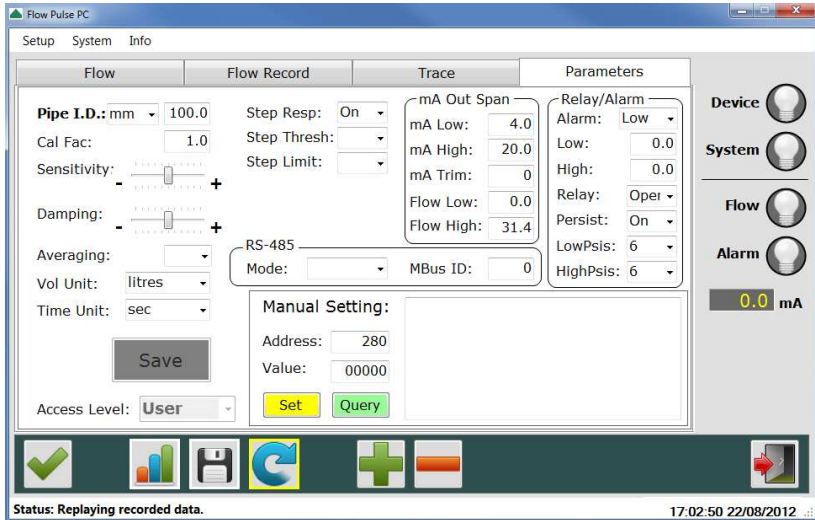 Flow Pulse PC
Setup System Info
Flow Flow Record Trace Parameters
Pipe I.D.: mm 100.0
Cal Fac: 1.0
Sensitivity:
- +
Damping:
- +
Averaging:
Vol Unit: litres
Time Unit: sec
Save
Access Level: User
Step Resp: On
Step Thresh:
Step Limit:
mA Out Span
mA Low: 4.0
mA High: 20.0
mA Trim: 0
Flow Low: 0.0
Flow High: 31.4
Relay/Alarm
Alarm: Low
Low: 0.0
High: 0.0
Relay: Oper
Persist: On
LowPsis: 6
HighPsis: 6
RS-485
Mode: MBus ID: 0
Manual Setting:
Address: 280
Value: 00000
Set Query
Device
System
Flow
Alarm
0.0 mA
Status: Replaying recorded data. 17:02:50 22/08/2012